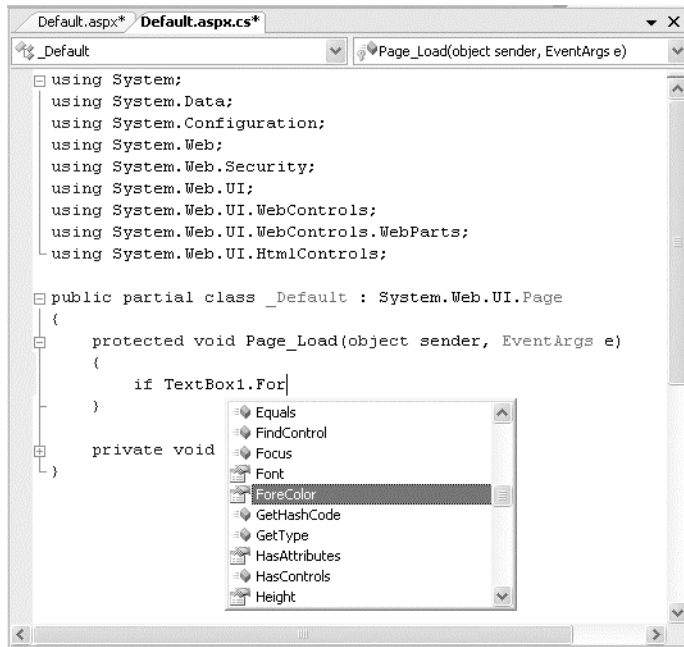 Default.aspx* Default.aspx.cs*
_Default Page_Load(object sender, EventArgs e)
using System;
using System.Data;
using System.Configuration;
using System.Web;
using System.Web.Security;
using System.Web.UI;
using System.Web.UI.WebControls;
using System.Web.UI.WebControls.WebParts;
using System.Web.UI.HtmlControls;
public partial class _Default : System.Web.UI.Page
{
protected void Page_Load(object sender, EventArgs e)
{
if TextBox1.For
}
private void
}
Equals
FindControl
Focus
Font
ForeColor
GetHashCode
GetType
HasAttributes
HasControls
Height